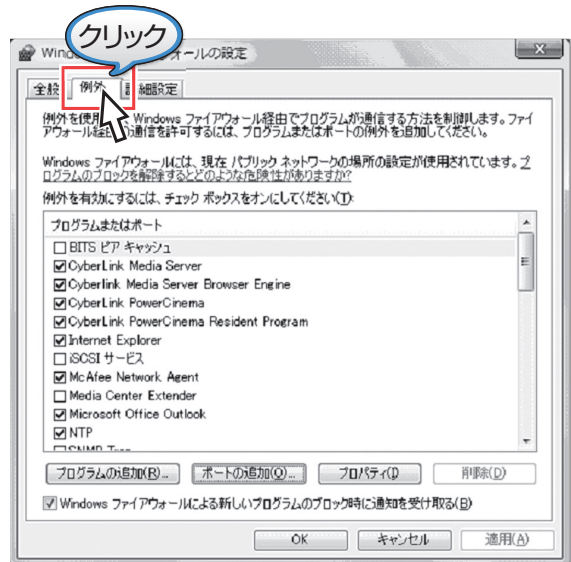 クリック
Wind ォールの設定
全般 例外 詳細設定
例外を使用 Windows ファイアウォール経由でプログラムが通信する方法を制御します。ファイ
アウォール経由の通信を許可するには、プログラムまたはポートの例外を追加してください。
Windows ファイアウォールには、現在 パブリック ネットワークの場所の設定が使用されています。プ
ログラムのブロックを解除するとどのような危険性がありますか?
例外を有効にするには、チェック ボックスをオンにしてください(T):
プログラムまたはポート
BITS ピア キャッシュ
CyberLink Media Server
Cyberlink Media Server Browser Engine
CyberLink PowerCinema
CyberLink PowerCinema Resident Program
Internet Explorer
iSCSI サービス
McAfee Network Agent
Media Center Extender
Microsoft Office Outlook
NTP
SNMP Trap
プログラムの追加(R)... ポートの追加(O)... プロパティ(I) 削除(D)
Windows ファイアウォールによる新しいプログラムのブロック時に通知を受け取る(B)
OK キャンセル 適用(A)